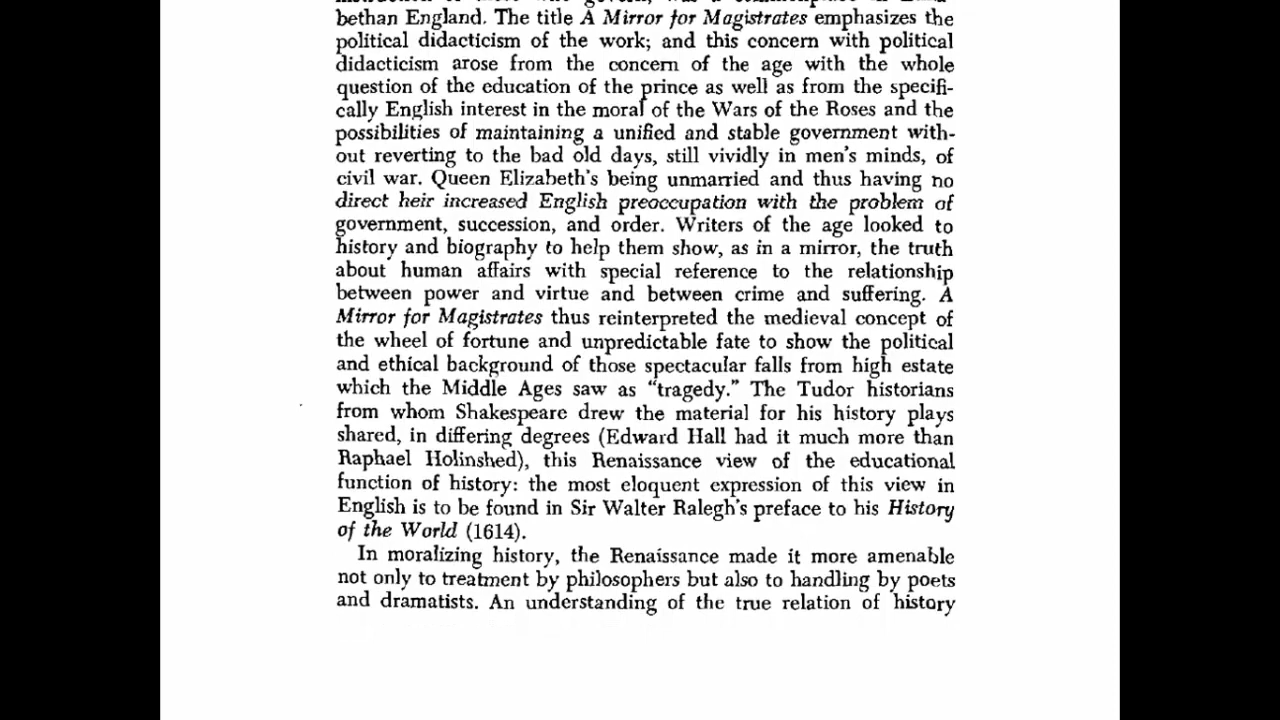 bethan England. The title A Mirror for Magistrates emphasizes the
political didacticism of the work; and this concern with political
didacticism arose from the concern of the age with the whole
question of the education of the prince as well as from the specifi-
cally English interest in the moral of the Wars of the Roses and the
possibilities of maintaining a unified and stable government with-
out reverting to the bad old days, still vividly in men's minds, of
civil war. Queen Elizabeth's being unmarried and thus having no
direct heir increased English preoccupation with the problem of
government, succession, and order. Writers of the age looked to
history and biography to help them show, as in a mirror, the truth
about human affairs with special reference to the relationship
between power and virtue and between crime and suffering. A
Mirror for Magistrates thus reinterpreted the medieval concept of
the wheel of fortune and unpredictable fate to show the political
and ethical background of those spectacular falls from high estate
which the Middle Ages saw as “tragedy.” The Tudor historians
from whom Shakespeare drew the material for his history plays
shared, in differing degrees (Edward Hall had it much more than
Raphael Holinshed), this Renaissance view of the educational
function of history: the most eloquent expression of this view in
English is to be found in Sir Walter Ralegh's preface to his History
of the World (1614).
In moralizing history, the Renaissance made it more amenable
not only to treatment by philosophers but also to handling by poets
and dramatists. An understanding of the true relation of history